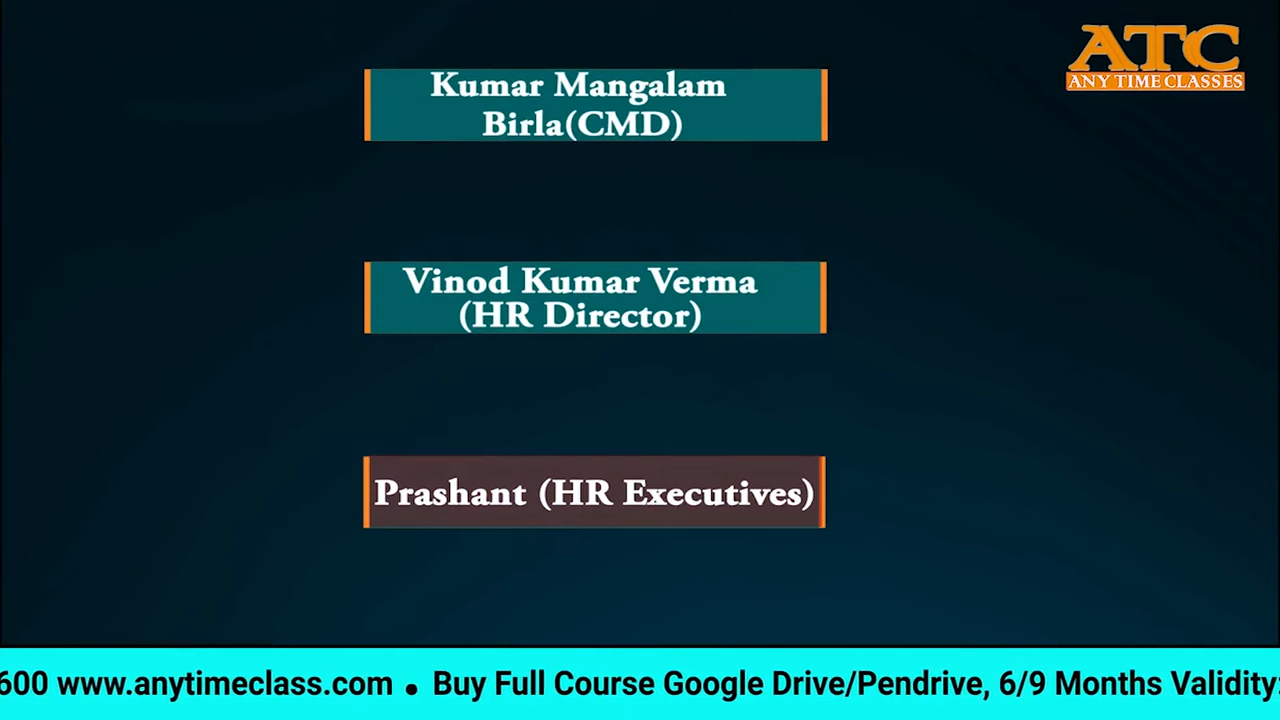 ATC
ANY TIME CLASSES
Kumar Mangalam
Birla(CMD)
Vinod Kumar Verma
(HR Director)
Prashant (HR Executives)
600 www.anytimeclass.com • Buy Full Course Google Drive/Pendrive, 6/9 Months Validity: